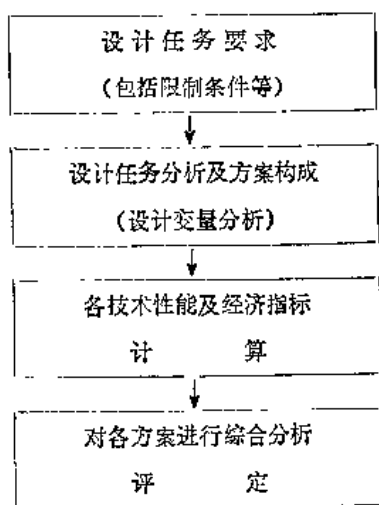 设计任务要求
(包括限制条件等)
设计任务分析及方案构成
(设计变量分析)
各技术性能及经济指标
计 算
对各方案进行综合分析
评 定